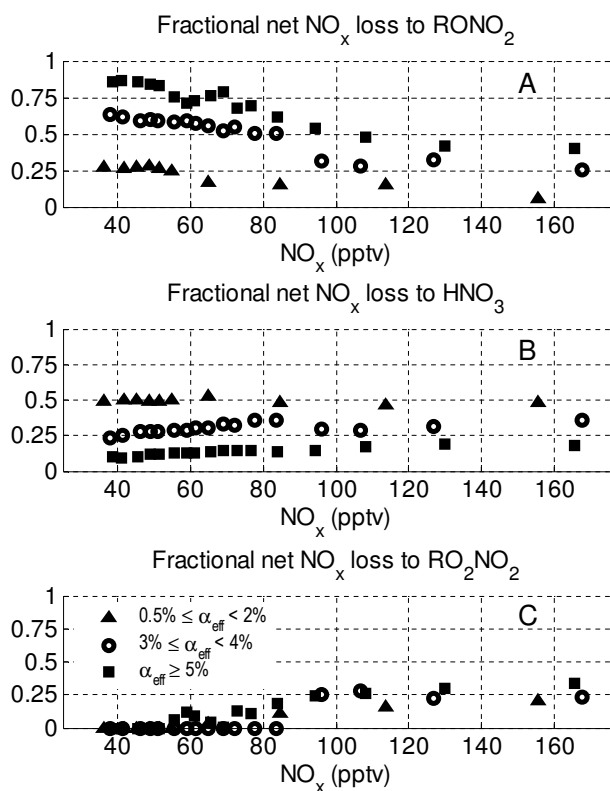 Fractional net NOₓ loss to RONO₂
A
1
0.75
0.5
0.25
0
40 60 80 100 120 140 160
NOₓ (pptv)
Fractional net NOₓ loss to HNO₃
B
1
0.75
0.5
0.25
0
40 60 80 100 120 140 160
NOₓ (pptv)
Fractional net NOₓ loss to RO₂NO₂
C
1
0.75
0.5
0.25
0
0.5% ≤ α_eff < 2%
3% ≤ α_eff < 4%
α_eff ≥ 5%
40 60 80 100 120 140 160
NOₓ (pptv)